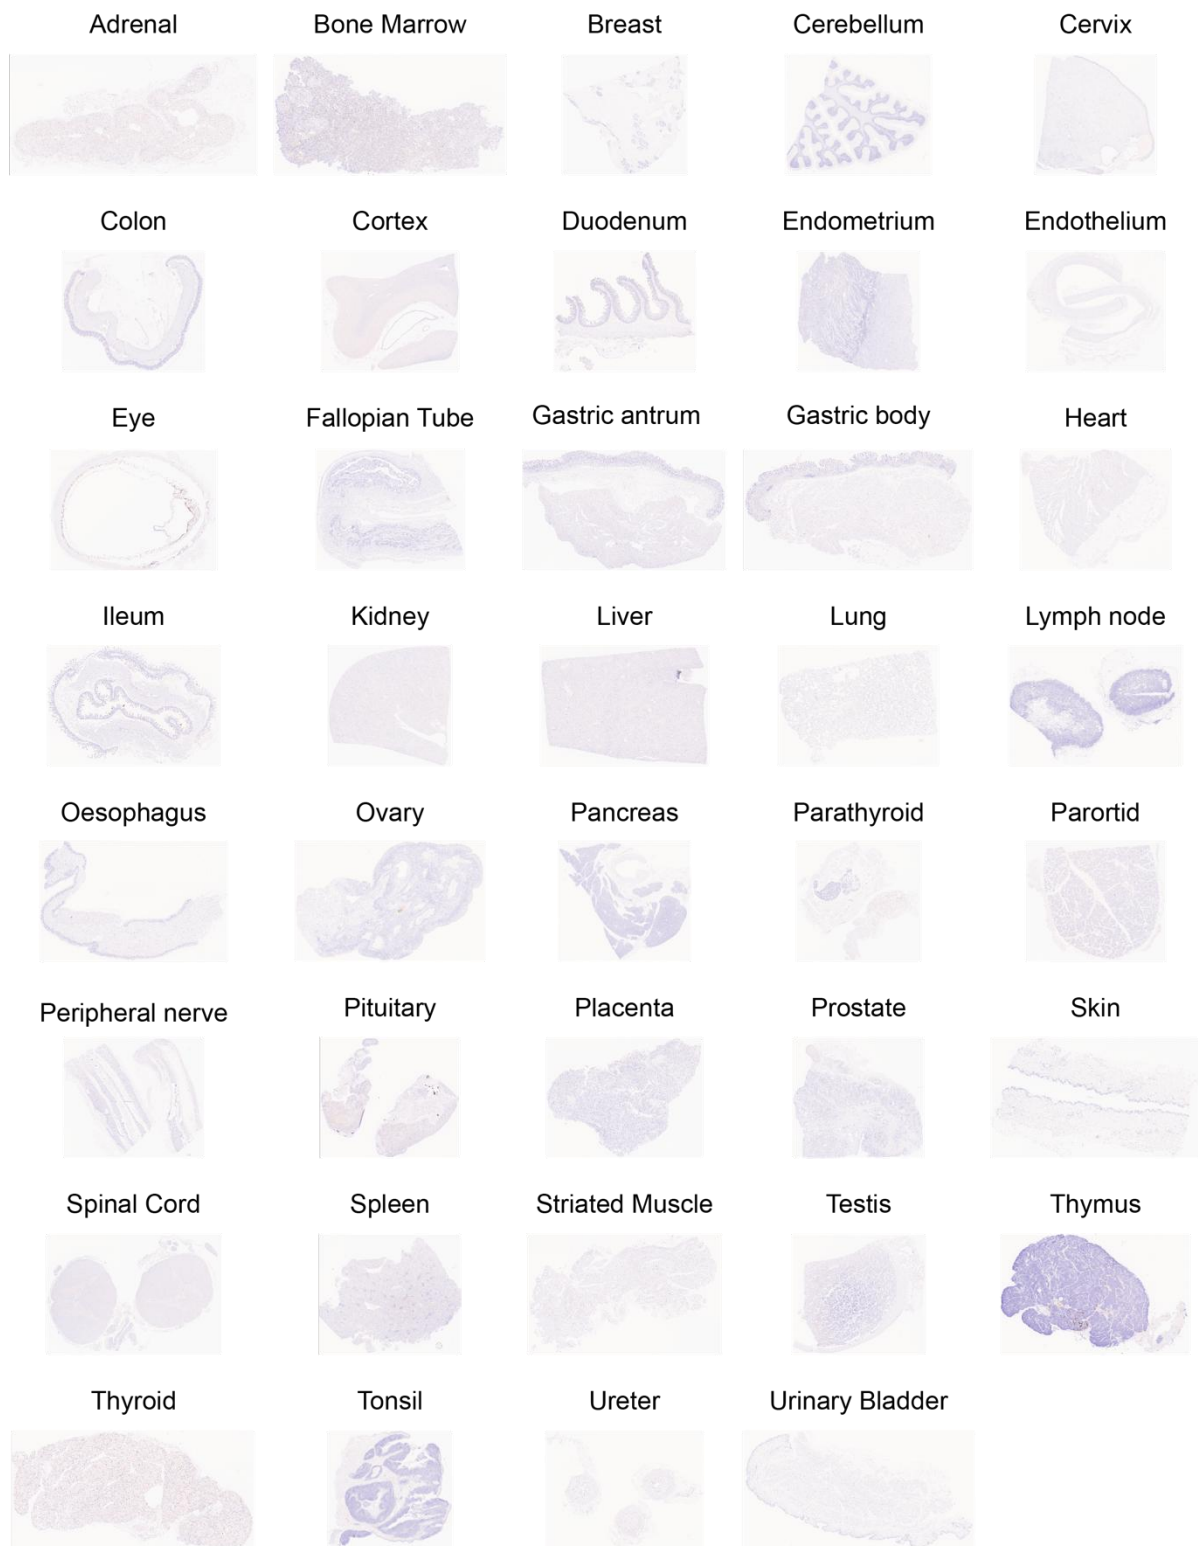 Adrenal
Bone Marrow
Breast
Cerebellum
Cervix
Colon
Cortex
Duodenum
Endometrium
Endothelium
Eye
Fallopian Tube
Gastric antrum
Gastric body
Heart
Ileum
Kidney
Liver
Lung
Lymph node
Oesophagus
Ovary
Pancreas
Parathyroid
Parortid
Peripheral nerve
Pituitary
Placenta
Prostate
Skin
Spinal Cord
Spleen
Striated Muscle
Testis
Thymus
Thyroid
Tonsil
Ureter
Urinary Bladder